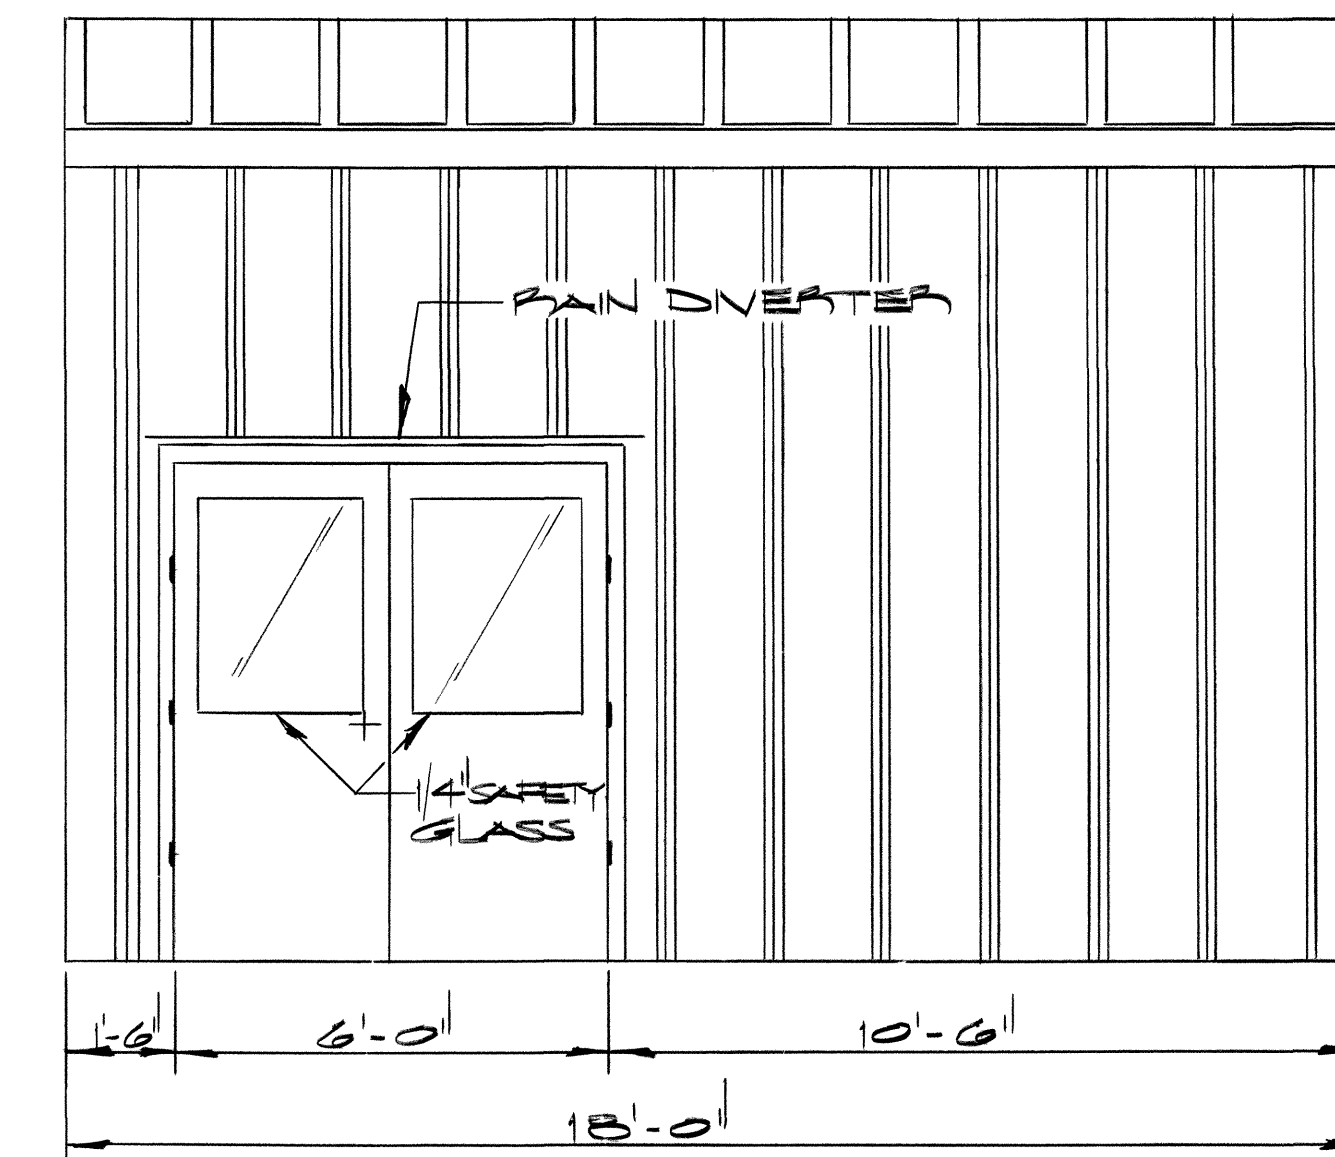 RAIN DIVERTER
1/4" SAFETY
GLASS
1'-6"
6'-0"
10'-6"
18'-0"